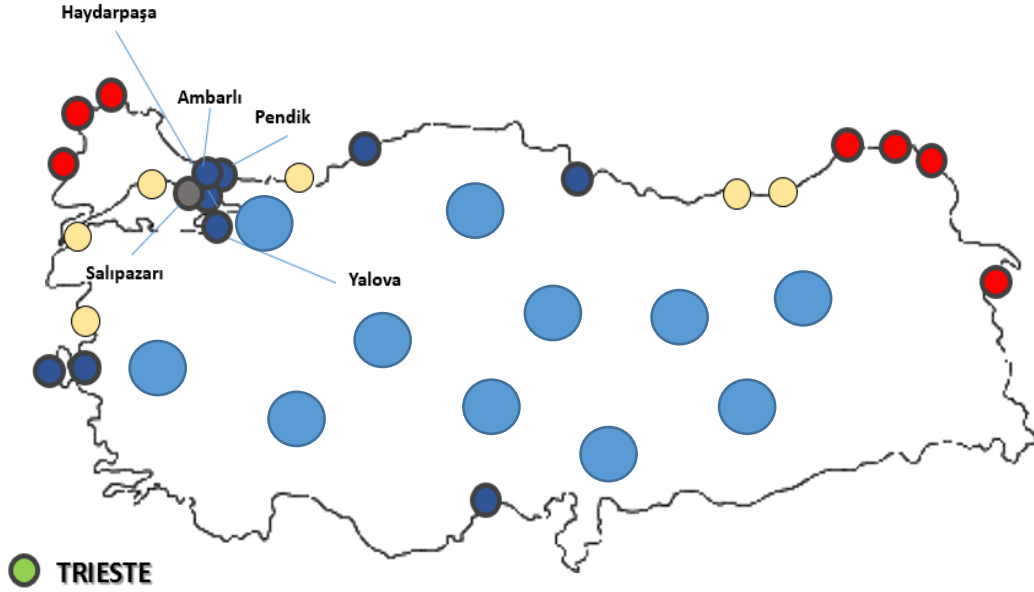 Haydarpaşa
Ambarlı
Pendik
Salıpazarı
Yalova
TRIESTE